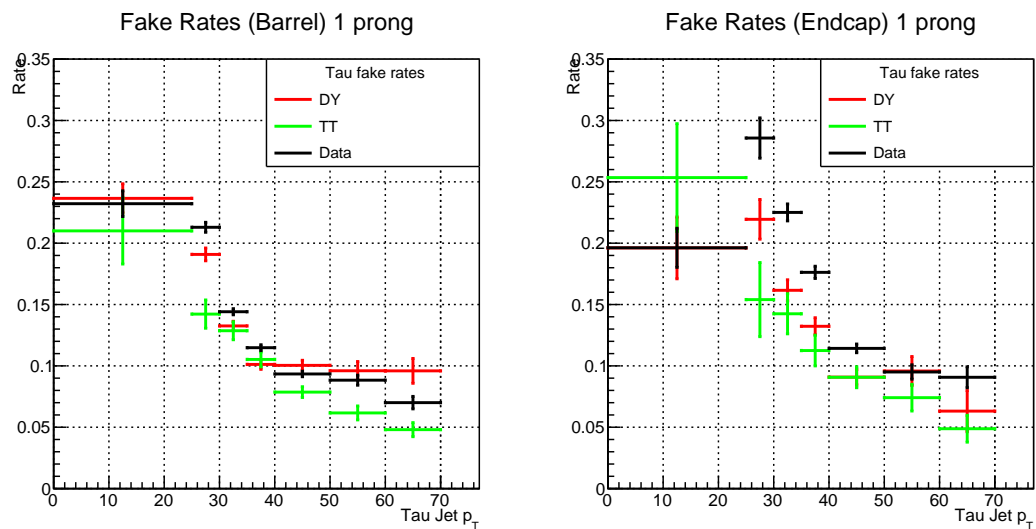 Fake Rates (Barrel) 1 prong
Rate
0.35
0.3
0.25
0.2
0.15
0.1
0.05
0
Tau fake rates
DY
TT
Data
0 10 20 30 40 50 60 70
Tau Jet p_T
Fake Rates (Endcap) 1 prong
Rate
0.35
0.3
0.25
0.2
0.15
0.1
0.05
0
Tau fake rates
DY
TT
Data
0 10 20 30 40 50 60 70
Tau Jet p_T